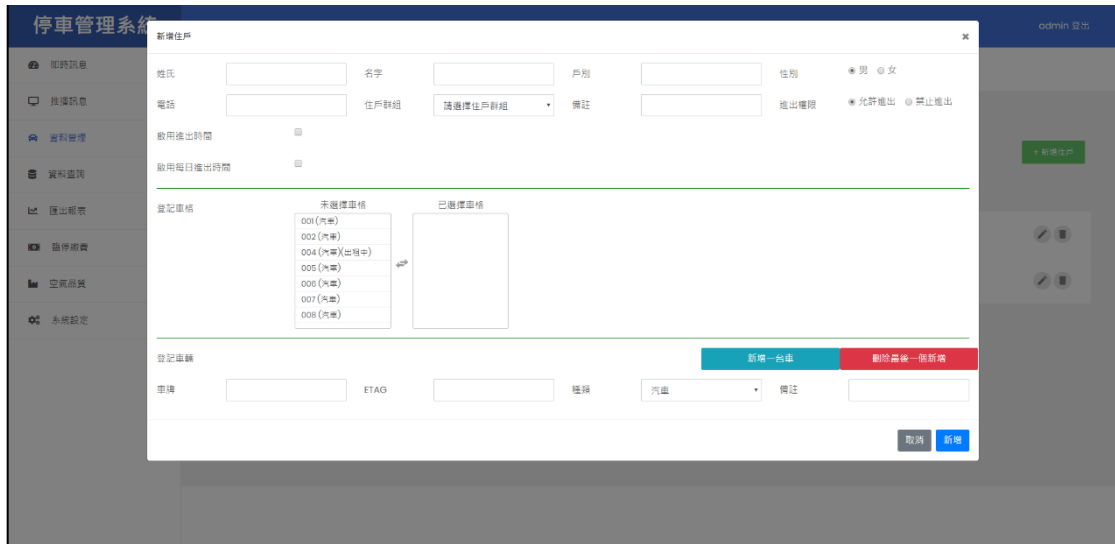 停車管理系統
admin 登出
新增住戶
✖
即時訊息
推播訊息
資料管理
資料查詢
匯出報表
臨停繳費
空氣品質
系統設定
+ 新增住戶
姓氏 名字 戶別 性別 男 女
電話 住戶群組 請選擇住戶群組 備註 進出權限 允許進出 禁止進出
啟用進出時間
啟用每日進出時間
登記車格 未選擇車格 已選擇車格
001 (汽車)
002 (汽車)
004 (汽車)(出租中)
005 (汽車)
006 (汽車)
007 (汽車)
008 (汽車)
登記車輛 新增一台車 刪除最後一個新增
車牌 ETAG 種類 汽車 備註
取消 新增